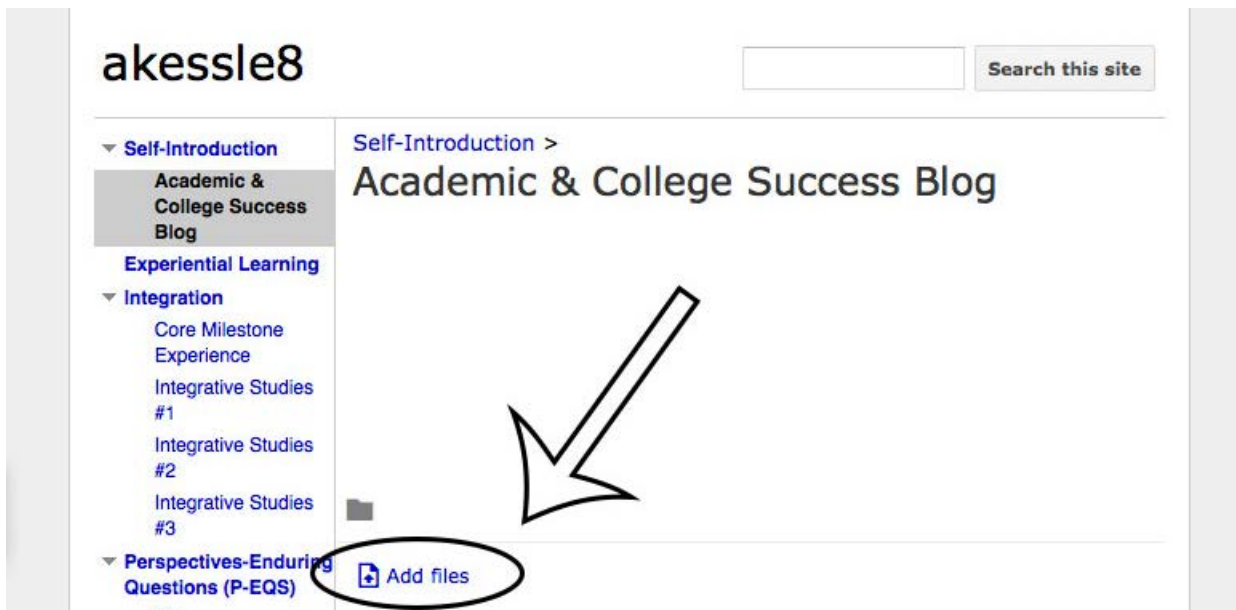 akessle8
Search this site
Self-Introduction
Academic &
College Success
Blog
Experiential Learning
Integration
Core Milestone
Experience
Integrative Studies
#1
Integrative Studies
#2
Integrative Studies
#3
Perspectives-Enduring
Questions (P-EQS)
Self-Introduction >
Academic & College Success Blog
Add files